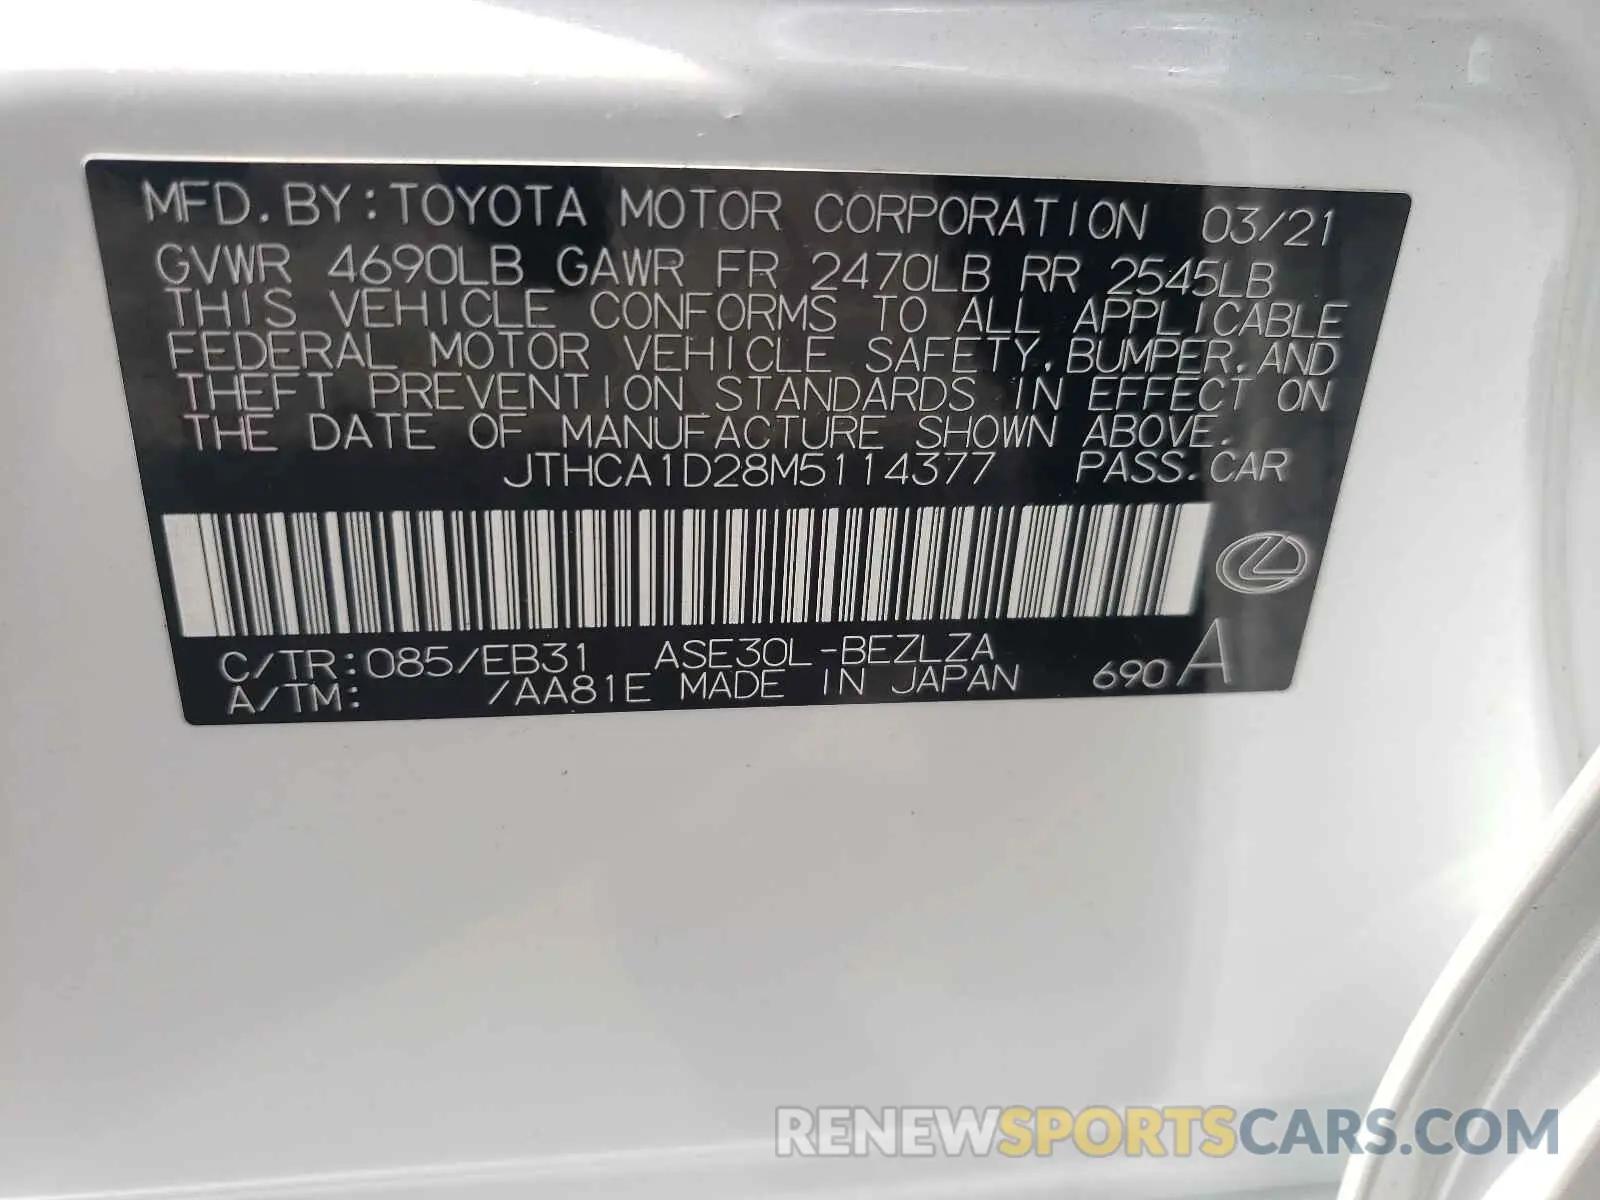 MFD. BY: TOYOTA MOTOR CORPORATION 03/21
GVWR 4690LB GAWR FR 2470LB RR 2545LB
THIS VEHICLE CONFORMS TO ALL APPLICABLE
FEDERAL MOTOR VEHICLE SAFETY, BUMPER, AND
THEFT PREVENTION STANDARDS IN EFFECT ON
THE DATE OF MANUFACTURE SHOWN ABOVE.
JTHCA1D28M5114377 PASS. CAR
C/TR: 085/EB31 ASE30L-BEZLZA
A/TM: /AA81E MADE IN JAPAN 690 A
RENEWSPORTSCARS.COM